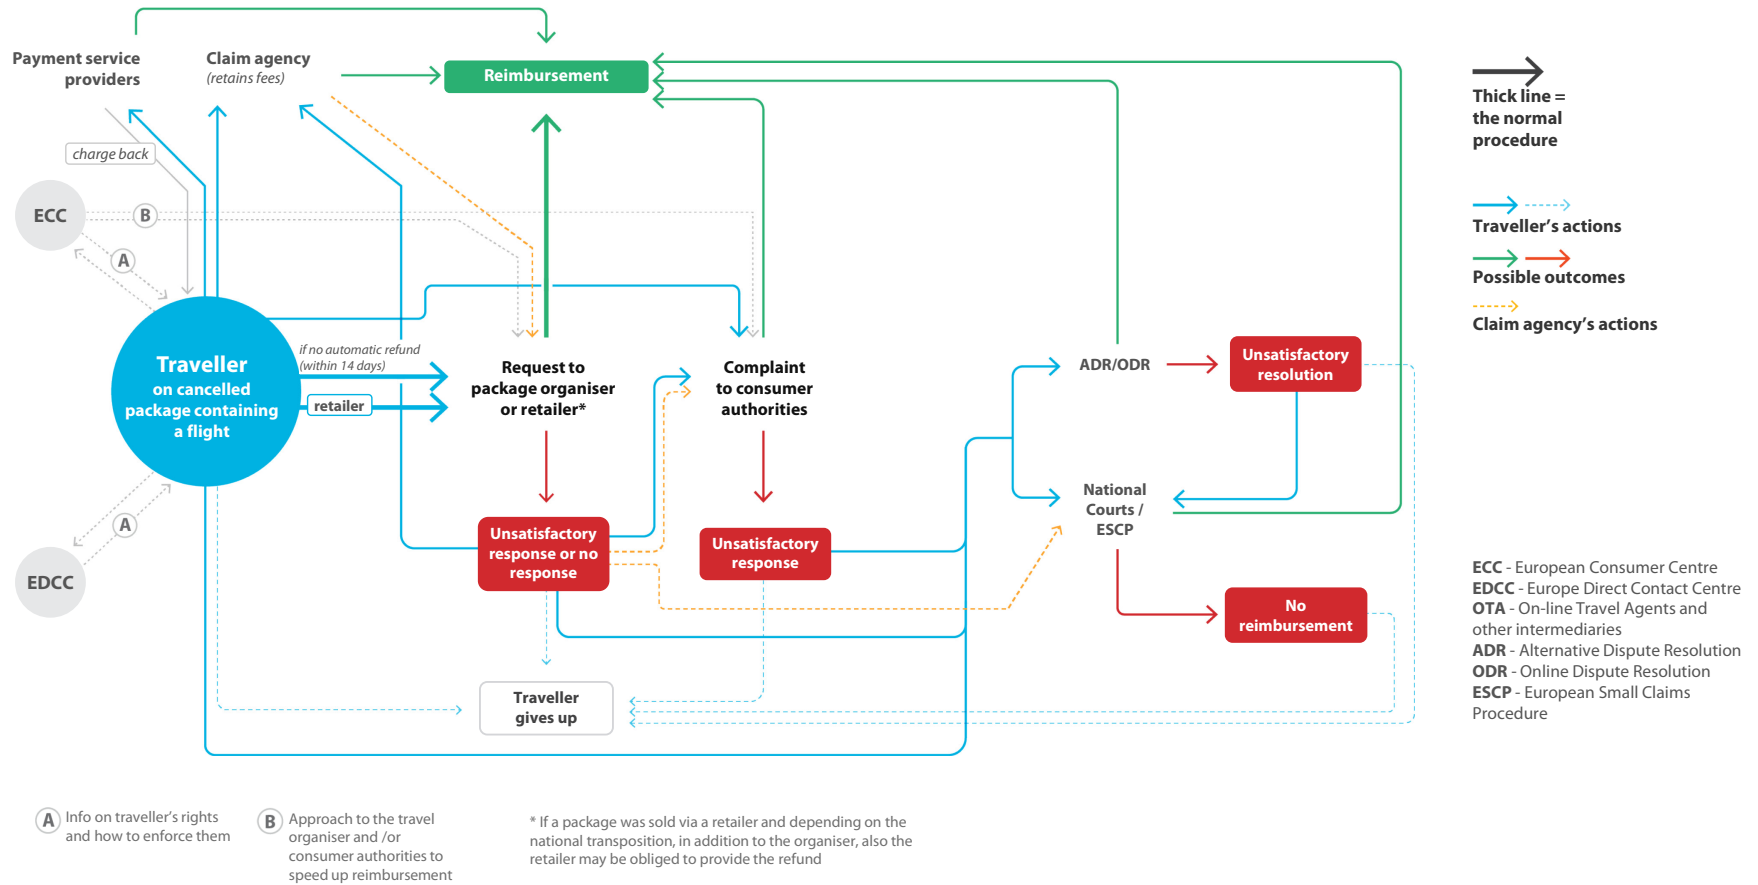 Payment service
providers
Claim agency
(retains fees)
Reimbursement
charge back
ECC
B
A
Traveller
on cancelled
package containing
a flight
if no automatic refund
(within 14 days)
retailer
Request to
package organiser
or retailer*
Complaint
to consumer
authorities
ADR/ODR
Unsatisfactory
resolution
National
Courts /
ESCP
Unsatisfactory
response or no
response
Unsatisfactory
response
No
reimbursement
A
EDCC
Traveller
gives up
Thick line =
the normal
procedure
Traveller's actions
Possible outcomes
Claim agency's actions
ECC - European Consumer Centre
EDCC - Europe Direct Contact Centre
OTA - On-line Travel Agents and
other intermediaries
ADR - Alternative Dispute Resolution
ODR - Online Dispute Resolution
ESCP - European Small Claims
Procedure
A Info on traveller's rights
and how to enforce them
B Approach to the travel
organiser and /or
consumer authorities to
speed up reimbursement
* If a package was sold via a retailer and depending on the
national transposition, in addition to the organiser, also the
retailer may be obliged to provide the refund